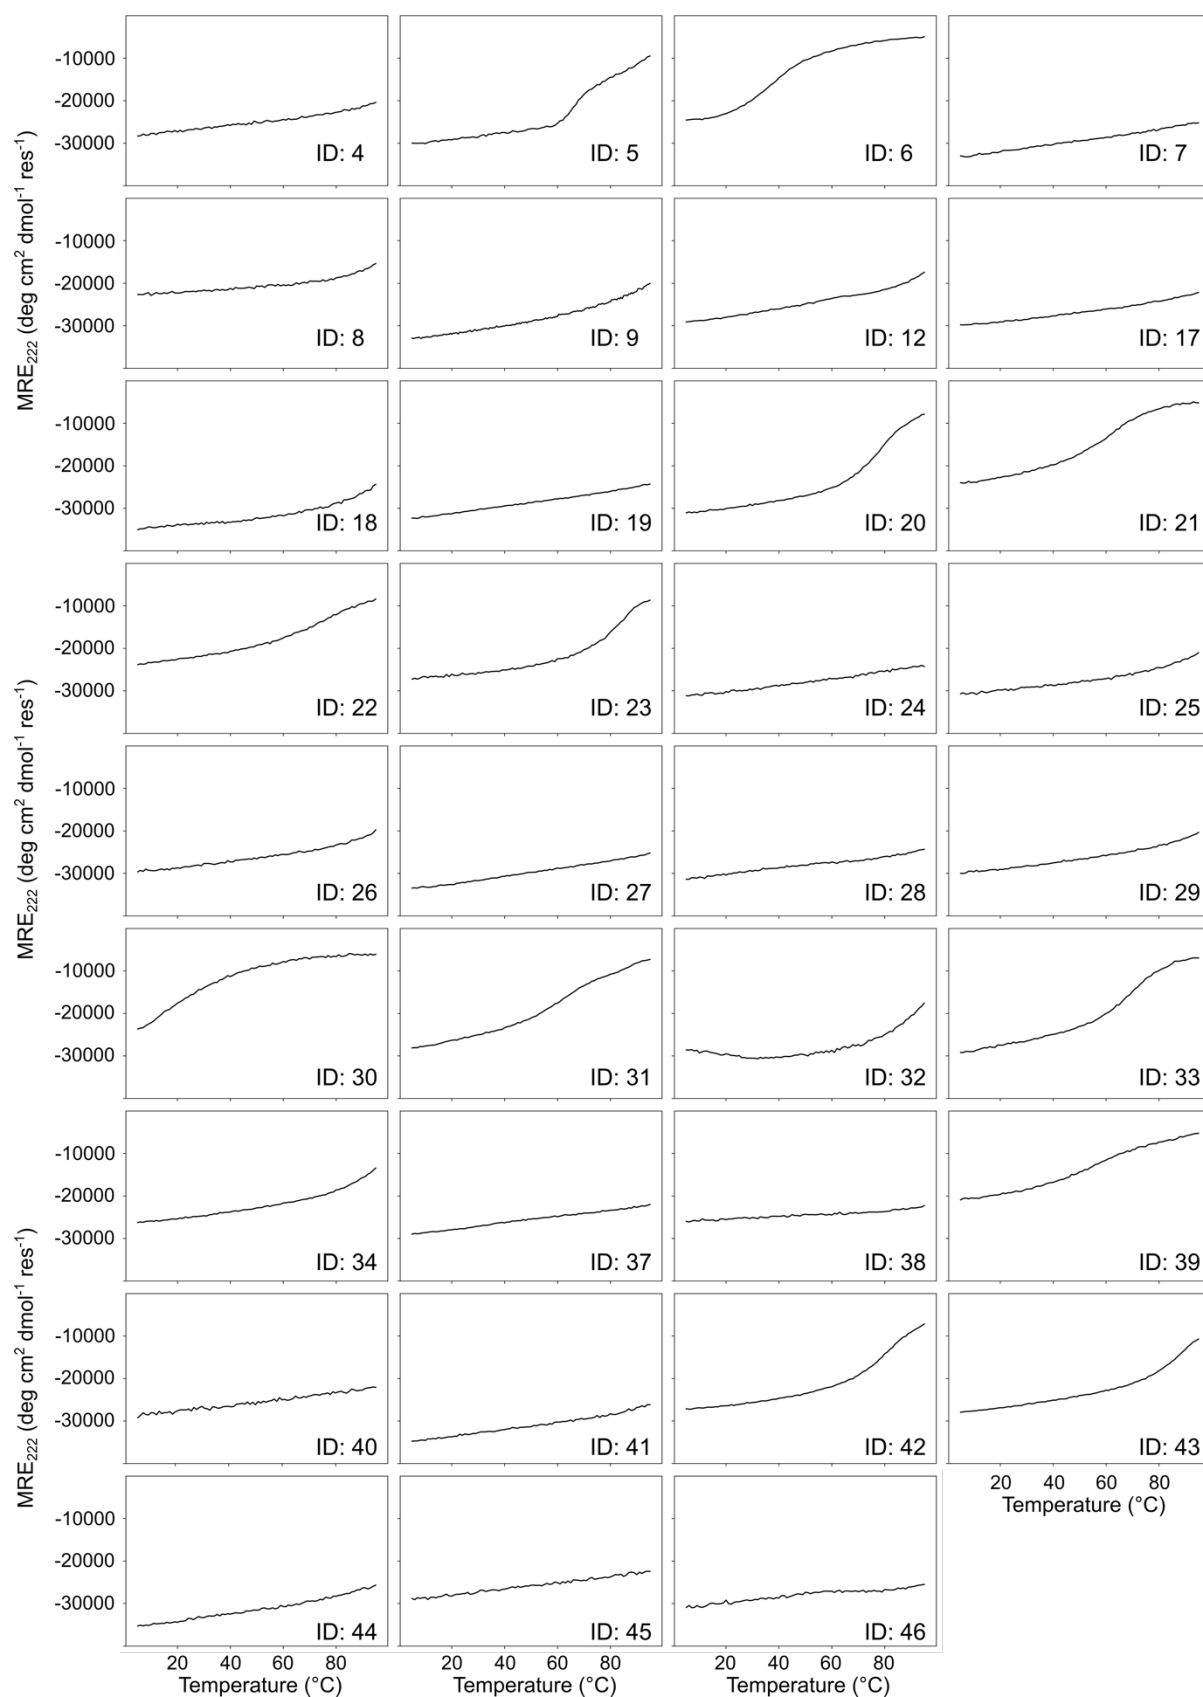 -10000
-20000
-30000
ID: 4
ID: 5
ID: 6
ID: 7
MRE222 (deg cm2 dmol-1 res-1)
-10000
-20000
-30000
ID: 8
ID: 9
ID: 12
ID: 17
-10000
-20000
-30000
ID: 18
ID: 19
ID: 20
ID: 21
-10000
-20000
-30000
ID: 22
ID: 23
ID: 24
ID: 25
MRE222 (deg cm2 dmol-1 res-1)
-10000
-20000
-30000
ID: 26
ID: 27
ID: 28
ID: 29
-10000
-20000
-30000
ID: 30
ID: 31
ID: 32
ID: 33
-10000
-20000
-30000
ID: 34
ID: 37
ID: 38
ID: 39
MRE222 (deg cm2 dmol-1 res-1)
-10000
-20000
-30000
ID: 40
ID: 41
ID: 42
ID: 43
20 40 60 80
Temperature (°C)
-10000
-20000
-30000
ID: 44
ID: 45
ID: 46
20 40 60 80
20 40 60 80
20 40 60 80
Temperature (°C)
Temperature (°C)
Temperature (°C)